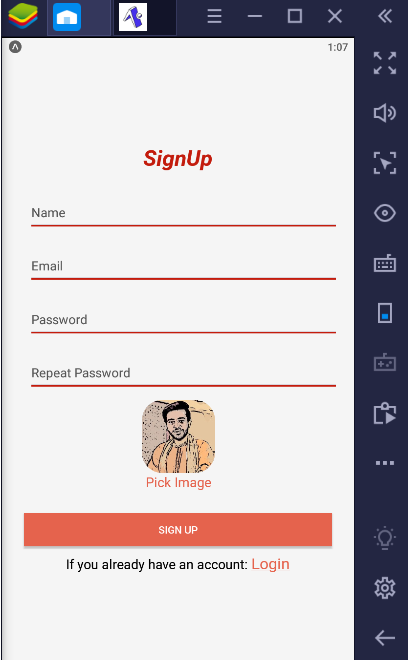 1:07
SignUp
Name
Email
Password
Repeat Password
Pick Image
SIGN UP
If you already have an account: Login